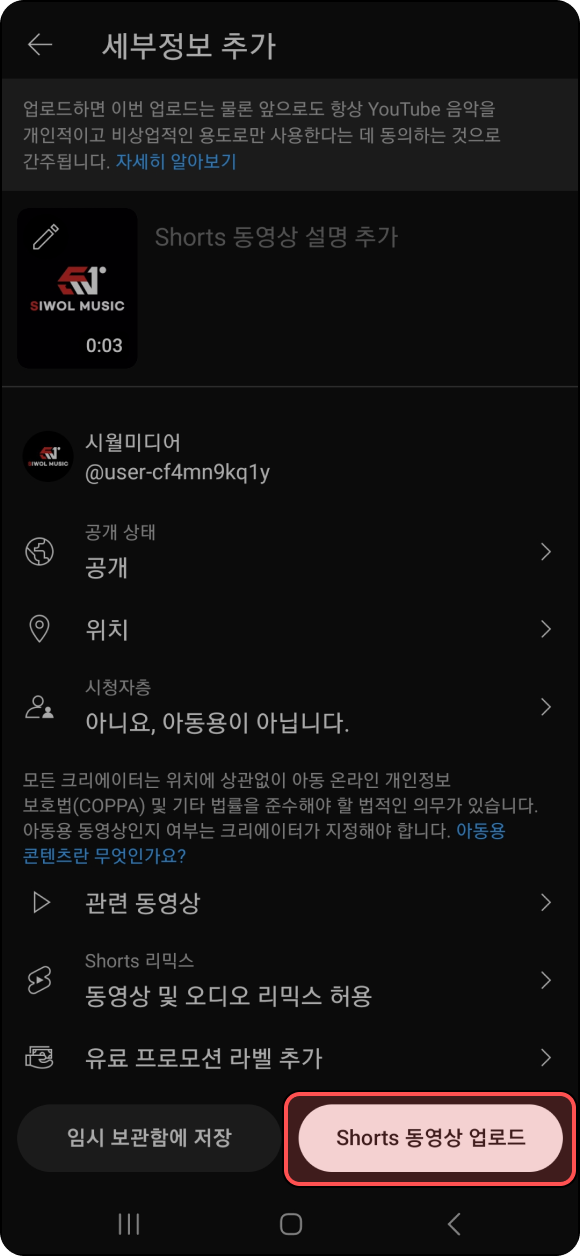 세부정보 추가
업로드하면 이번 업로드는 물론 앞으로도 항상 YouTube 음악을
개인적이고 비상업적인 용도로만 사용한다는 데 동의하는 것으로
간주됩니다. 자세히 알아보기
Shorts 동영상 설명 추가
SIWOL MUSIC
0:03
시월미디어
SIWOL MUSIC
@user-cf4mn9kq1y
공개 상태
공개
위치
시청자층
아니요, 아동용이 아닙니다.
모든 크리에이터는 위치에 상관없이 아동 온라인 개인정보
보호법(COPPA) 및 기타 법률을 준수해야 할 법적인 의무가 있습니다.
아동용 동영상인지 여부는 크리에이터가 지정해야 합니다. 아동용
콘텐츠란 무엇인가요?
관련 동영상
Shorts 리믹스
동영상 및 오디오 리믹스 허용
유료 프로모션 라벨 추가
임시 보관함에 저장
Shorts 동영상 업로드